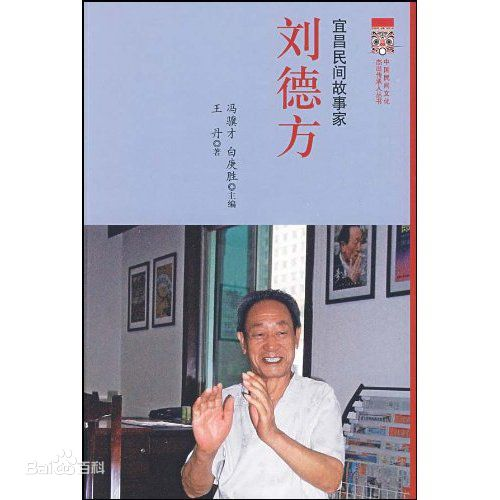 中国民间文化
杰出传承人丛书
宜昌民间故事家
刘德方
冯骥才 白庚胜◎主编
王丹◎著
Bai百科